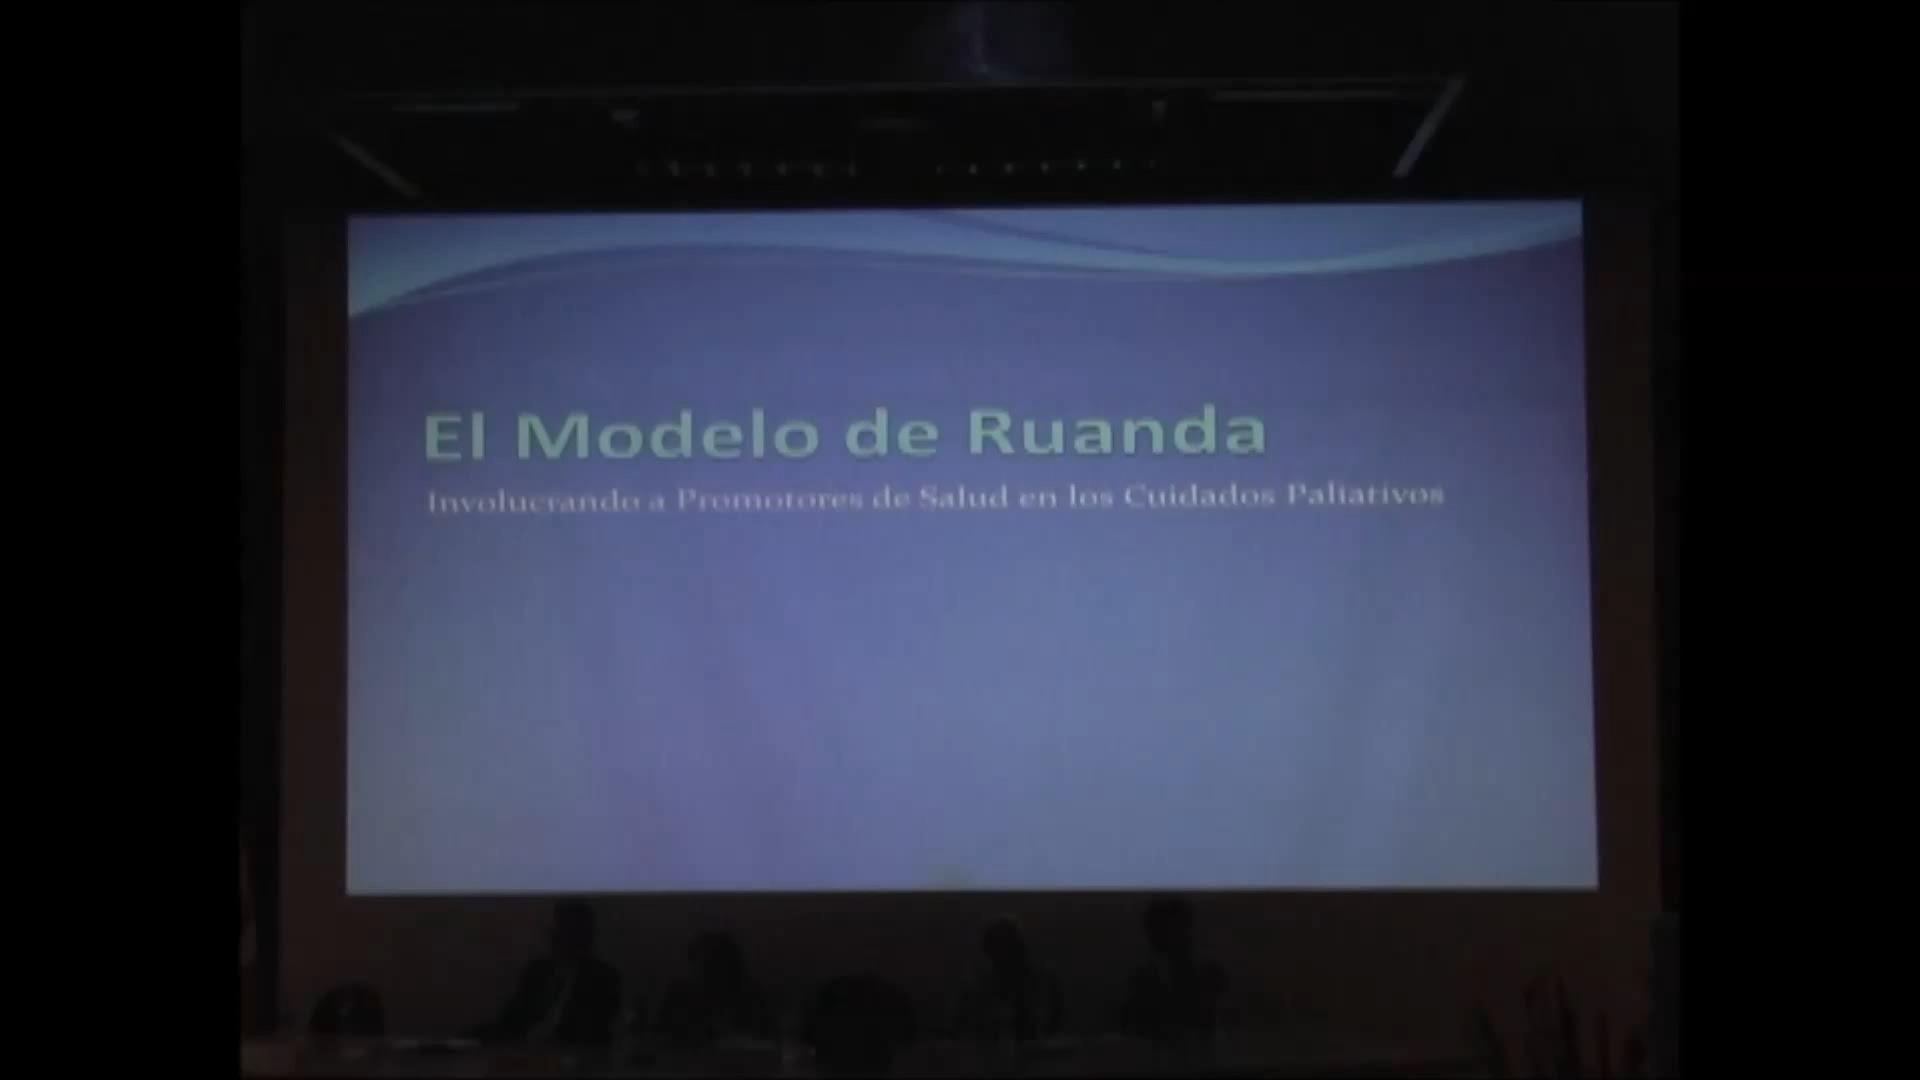 El Modelo de Ruanda
Involucrando a Promotores de Salud en los Cuidados Paliativos